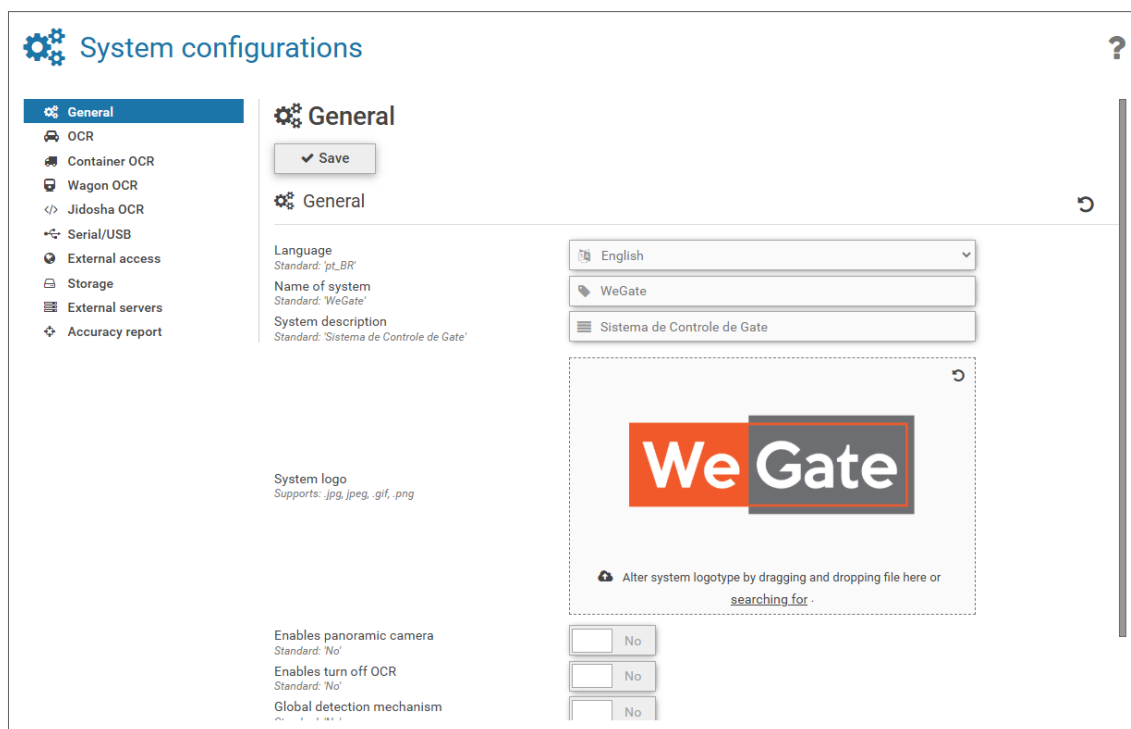 System configurations
?
General
OCR
Container OCR
Wagon OCR
Jidosha OCR
Serial/USB
External access
Storage
External servers
Accuracy report
General
Save
General
Language
Standard: 'pt_BR'
English
Name of system
Standard: 'WeGate'
WeGate
System description
Standard: 'Sistema de Controle de Gate'
Sistema de Controle de Gate
System logo
Supports: .jpg, jpeg, .gif, .png
We Gate
Alter system logotype by dragging and dropping file here or
searching for .
Enables panoramic camera
Standard: 'No'
No
Enables turn off OCR
Standard: 'No'
No
Global detection mechanism
No